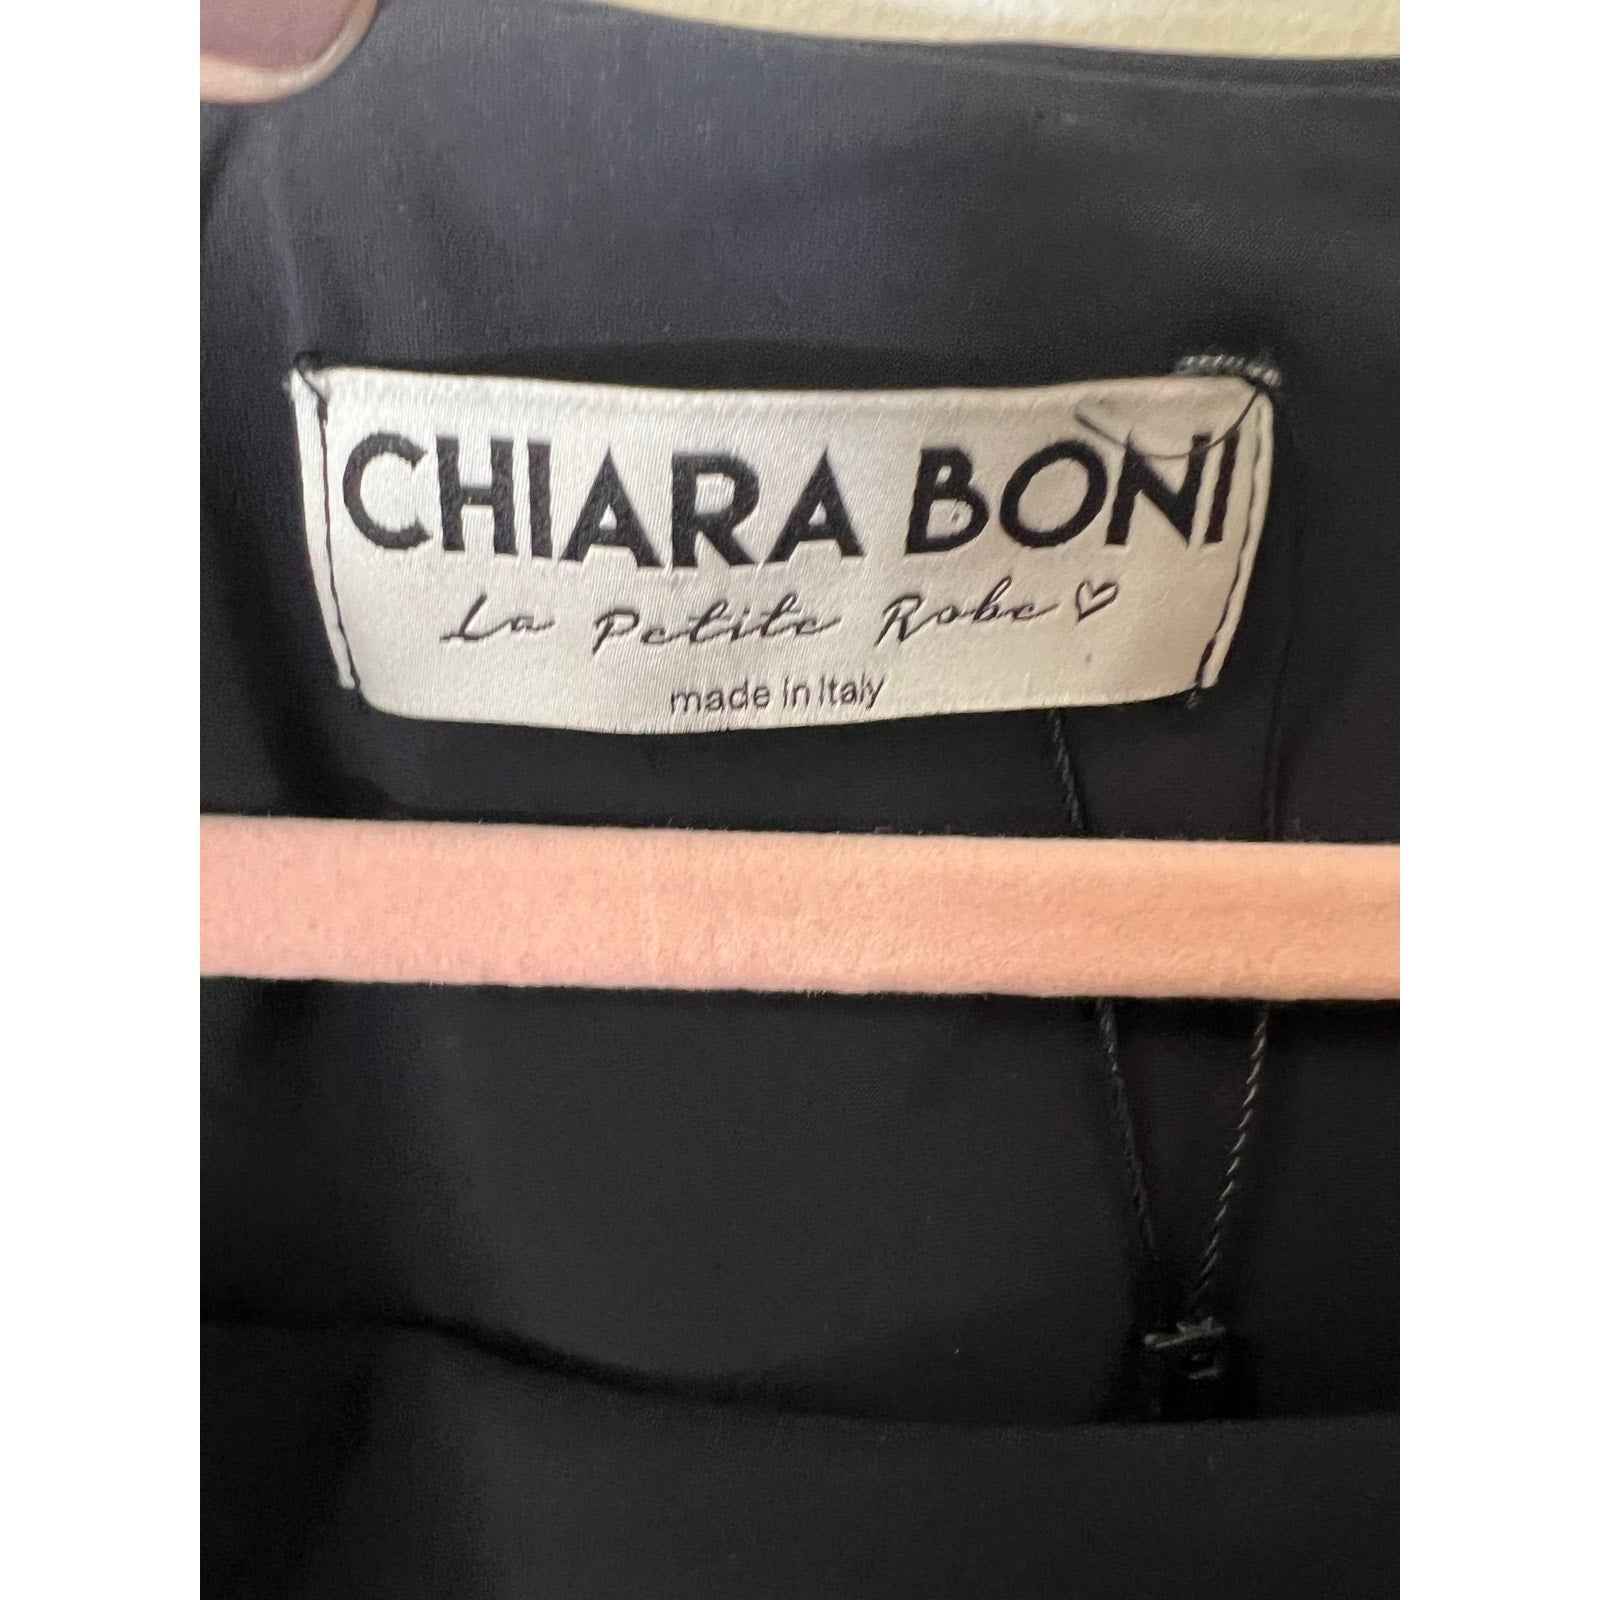 CHIARA BONI
La Petite Robe ♡
made in Italy